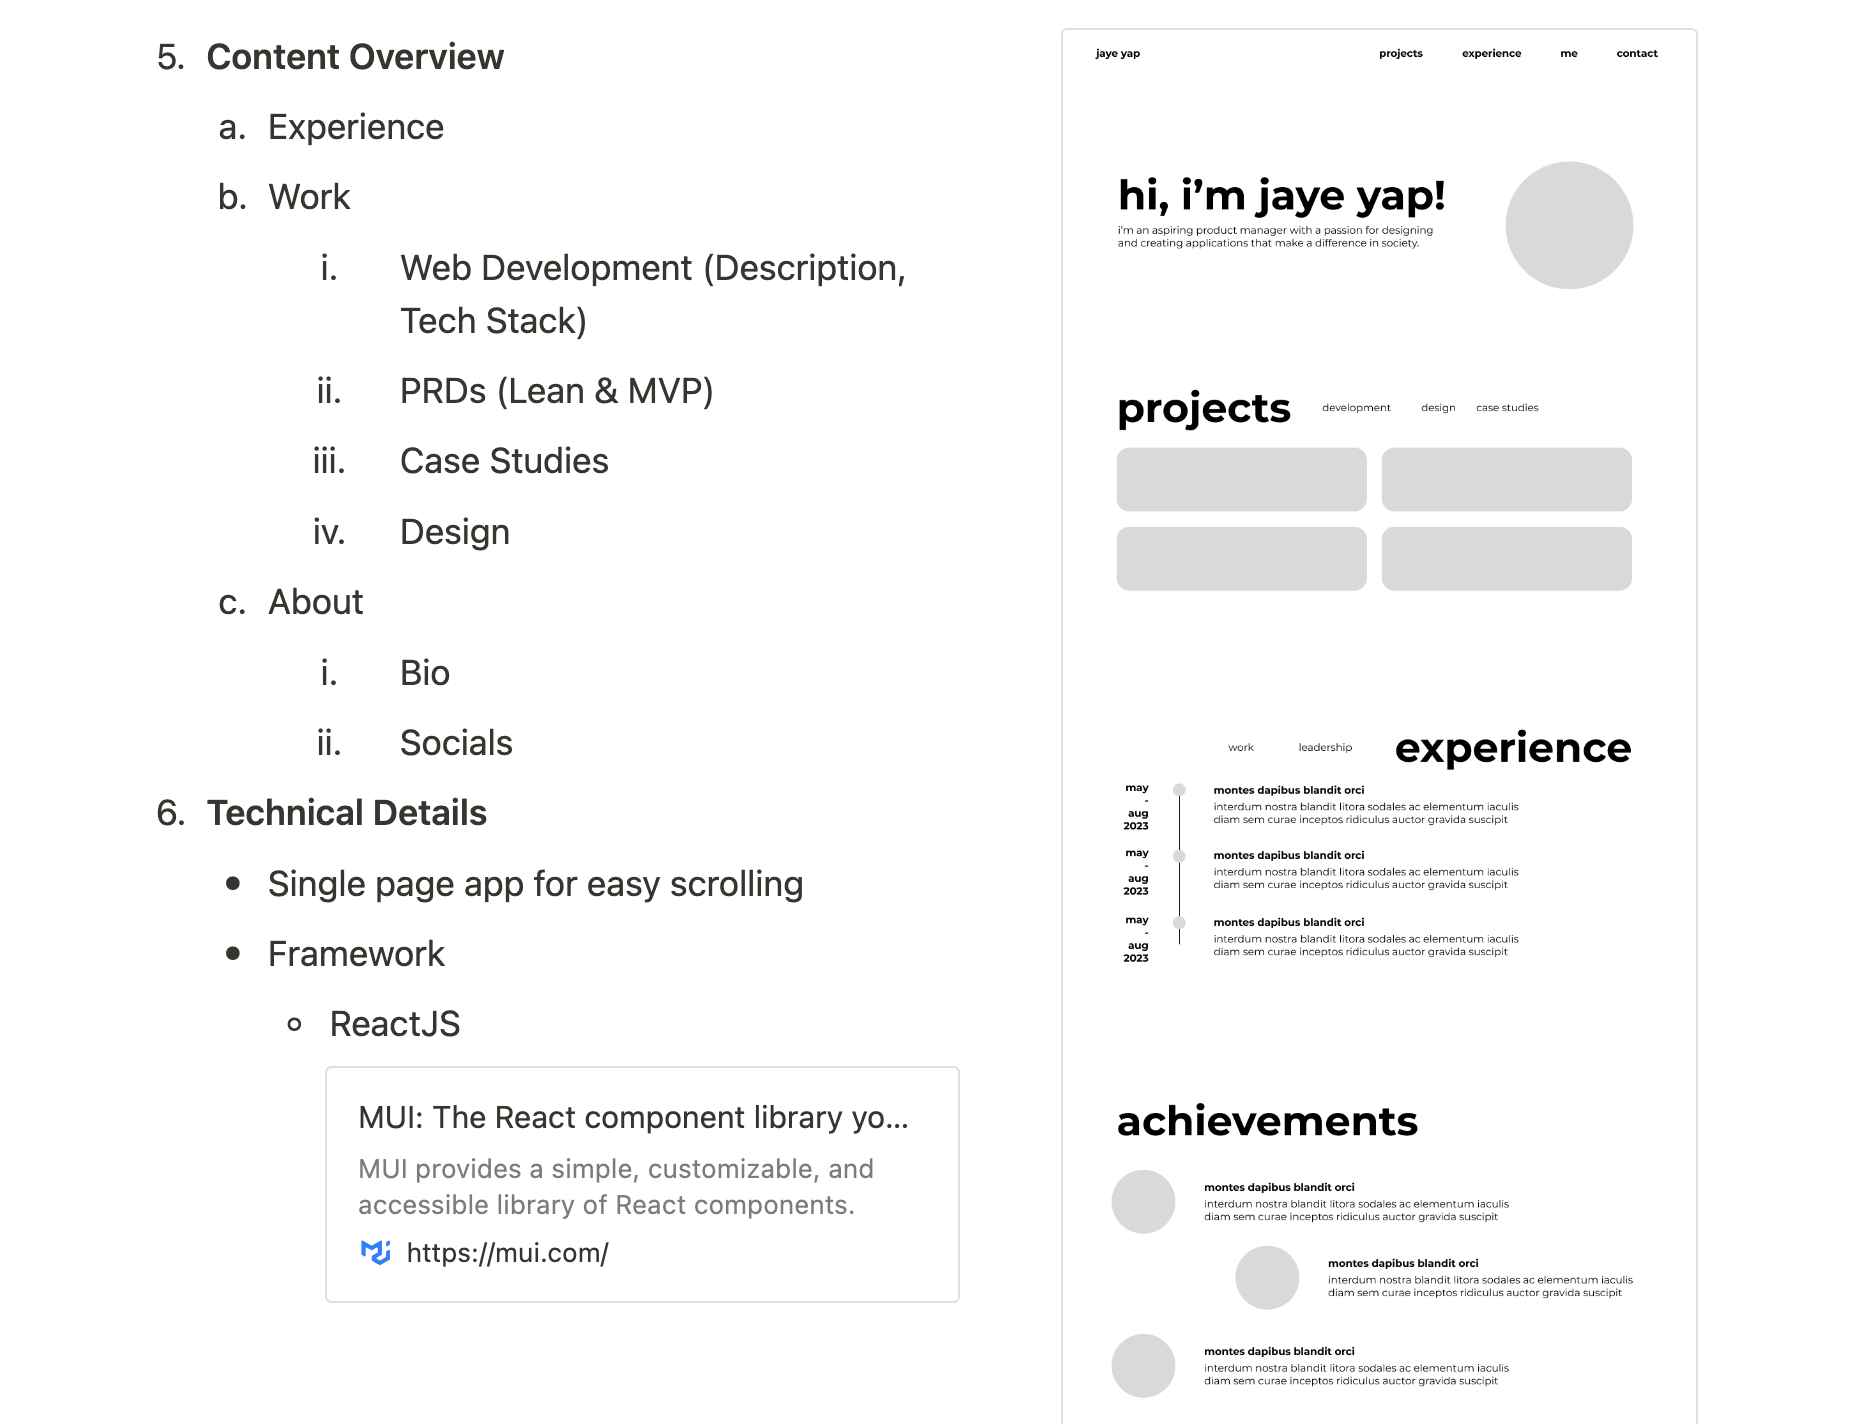 5. Content Overview
a. Experience
b. Work
i. Web Development (Description,
Tech Stack)
ii. PRDs (Lean & MVP)
iii. Case Studies
iv. Design
c. About
i. Bio
ii. Socials
6. Technical Details
• Single page app for easy scrolling
• Framework
◦ ReactJS
MUI: The React component library yo...
MUI provides a simple, customizable, and
accessible library of React components.
https://mui.com/
jaye yap projects experience me contact
hi, i’m jaye yap!
i’m an aspiring product manager with a passion for designing
and creating applications that make a difference in society.
projects development design case studies
work leadership experience
may
-
aug
2023
montes dapibus blandit orci
interdum nostra blandit litora sodales ac elementum iaculis
diam sem curae inceptos ridiculus auctor gravida suscipit
may
-
aug
2023
montes dapibus blandit orci
interdum nostra blandit litora sodales ac elementum iaculis
diam sem curae inceptos ridiculus auctor gravida suscipit
may
-
aug
2023
montes dapibus blandit orci
interdum nostra blandit litora sodales ac elementum iaculis
diam sem curae inceptos ridiculus auctor gravida suscipit
achievements
montes dapibus blandit orci
interdum nostra blandit litora sodales ac elementum iaculis
diam sem curae inceptos ridiculus auctor gravida suscipit
montes dapibus blandit orci
interdum nostra blandit litora sodales ac elementum iaculis
diam sem curae inceptos ridiculus auctor gravida suscipit
montes dapibus blandit orci
interdum nostra blandit litora sodales ac elementum iaculis
diam sem curae inceptos ridiculus auctor gravida suscipit